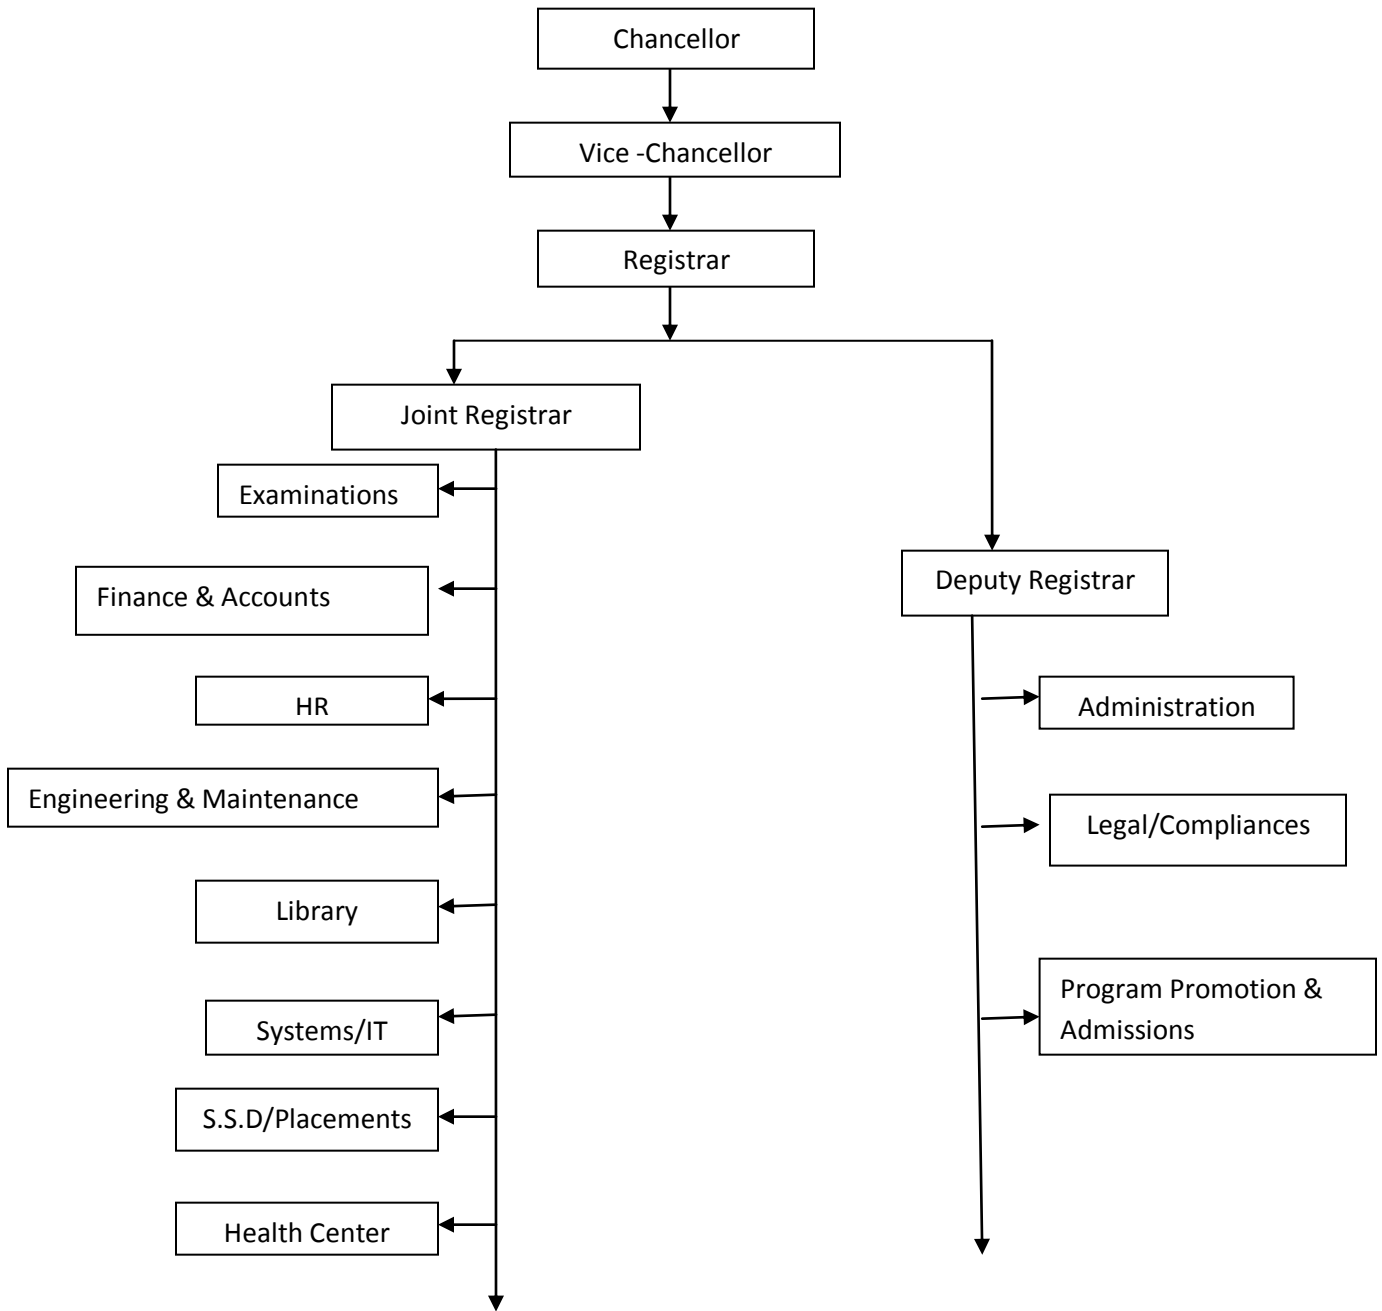 Chancellor
Vice -Chancellor
Registrar
Joint Registrar
Examinations
Finance & Accounts
HR
Engineering & Maintenance
Library
Systems/IT
S.S.D/Placements
Health Center
Deputy Registrar
Administration
Legal/Compliances
Program Promotion &
Admissions